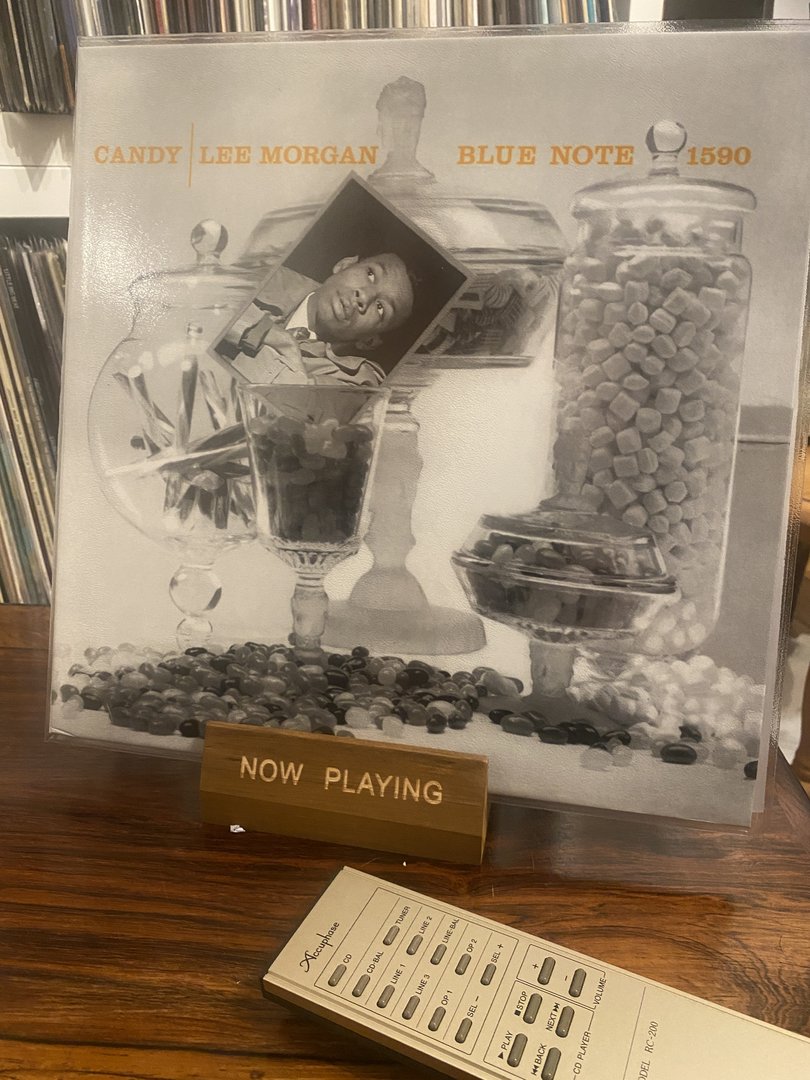 CANDY | LEE MORGAN BLUE NOTE 1590
NOW PLAYING
Accuphase
CD
CD-BAL
TUNER
LINE 1
LINE 2
LINE 3
LINE-BAL
OP 1
OP 2
SEL −
SEL +
+
−
VOLUME
■STOP
NEXT ▶▶|
▶PLAY
|◀◀BACK
CD PLAYER
DEL RC-200